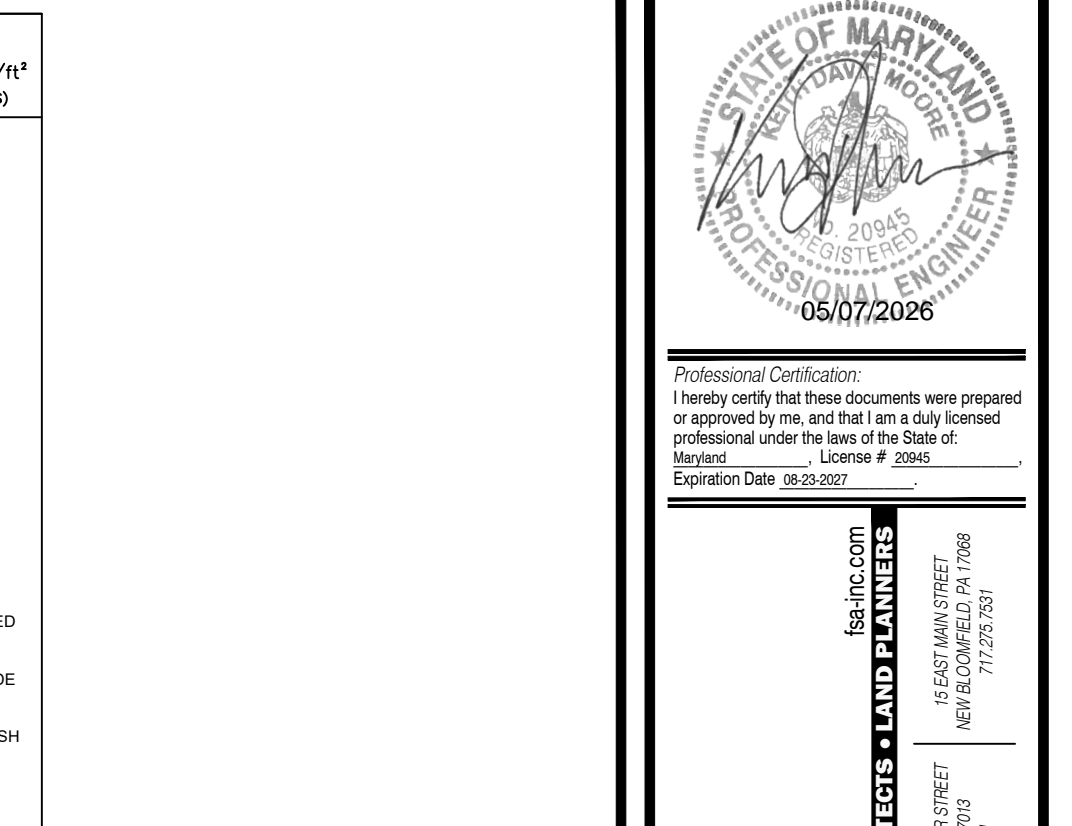 /ft²
)
ED
DE
SH
STATE OF MARYLAND
KEITH DAVIS MOORE
No. 20945
REGISTERED
PROFESSIONAL ENGINEER
05/07/2026
Professional Certification:
I hereby certify that these documents were prepared
or approved by me, and that I am a duly licensed
professional under the laws of the State of:
Maryland, License # 20945,
Expiration Date 08-23-2027.
fsa-inc.com
TECTS • LAND PLANNERS
15 EAST MAIN STREET
NEW BLOOMFIELD, PA 17068
717.275.7531
R STREET
7013